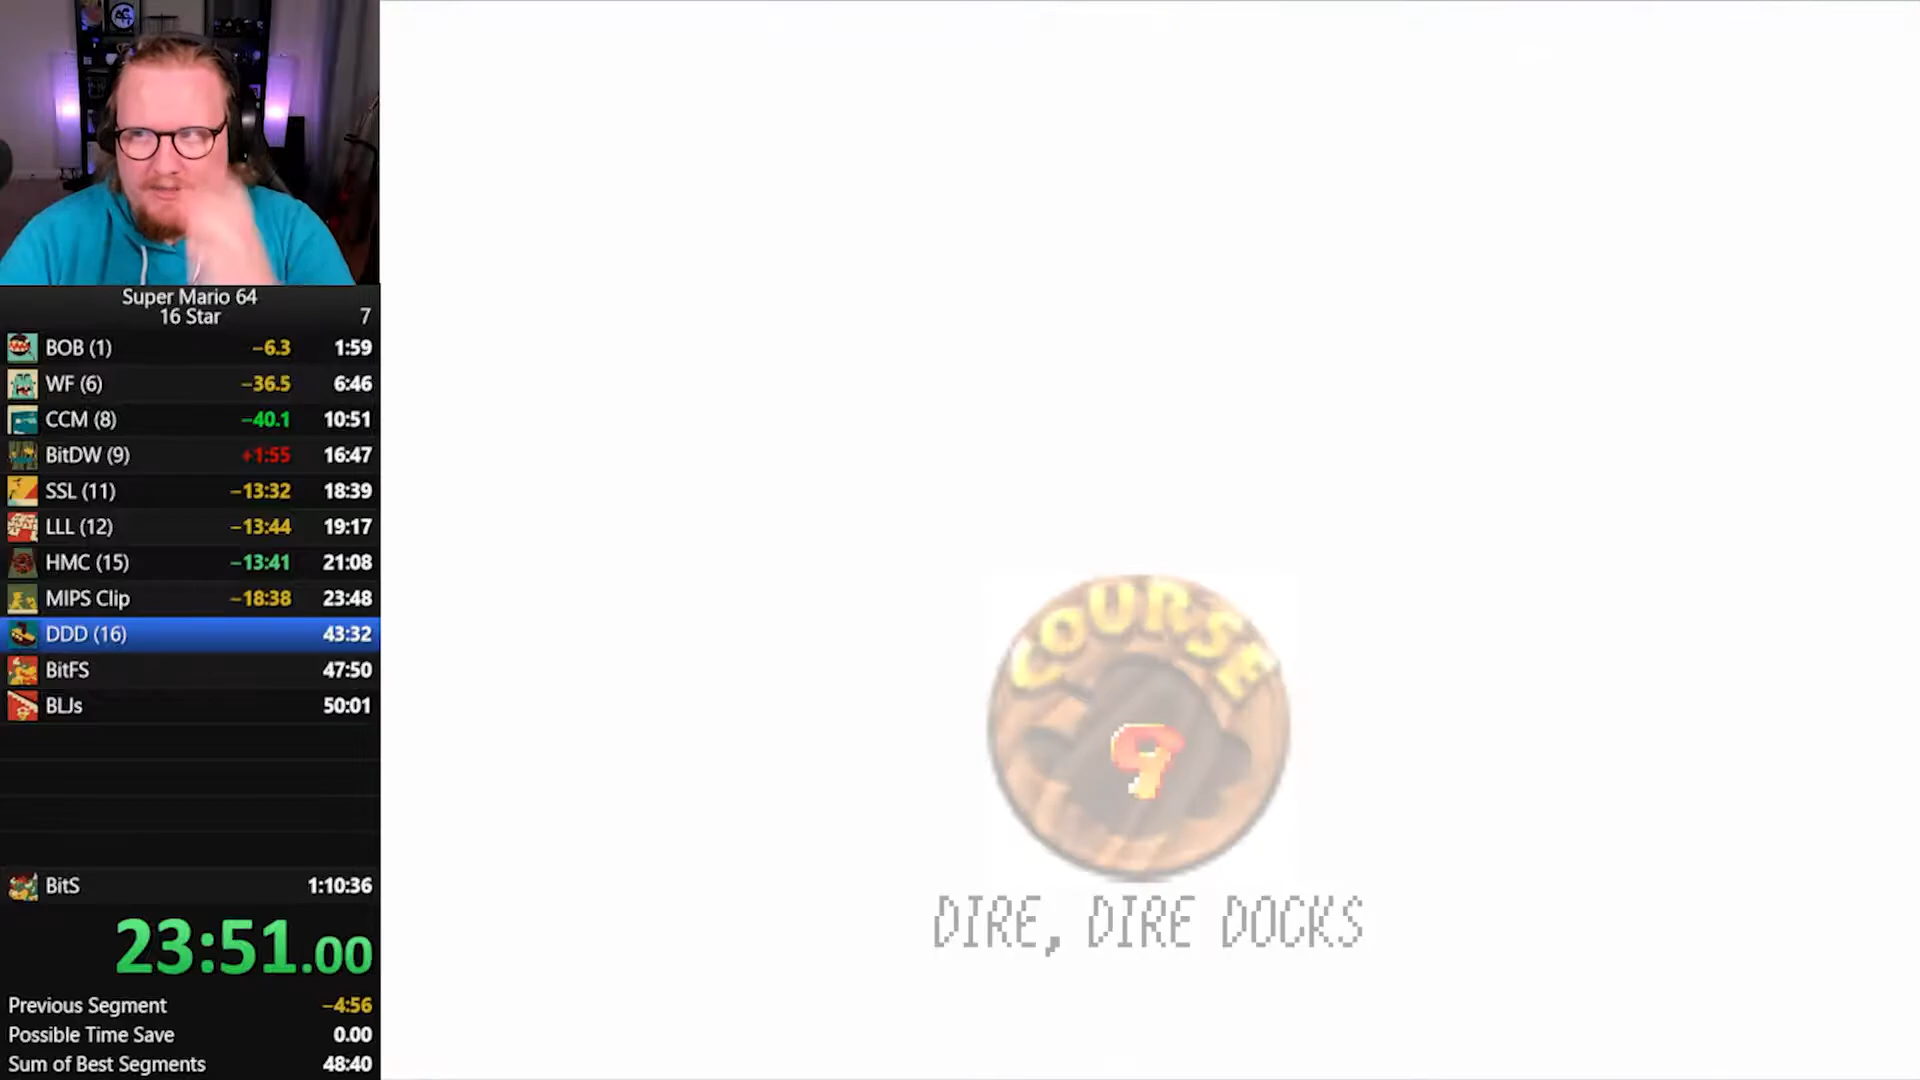 Super Mario 64
16 Star 7
BOB (1) −6.3 1:59
WF (6) −36.5 6:46
CCM (8) −40.1 10:51
BitDW (9) +1:55 16:47
SSL (11) −13:32 18:39
LLL (12) −13:44 19:17
HMC (15) −13:41 21:08
MIPS Clip −18:38 23:48
DDD (16) 43:32
BitFS 47:50
BLJs 50:01
BitS 1:10:36
23:51.00
Previous Segment −4:56
Possible Time Save 0.00
Sum of Best Segments 48:40
COURSE
9
DIRE, DIRE DOCKS